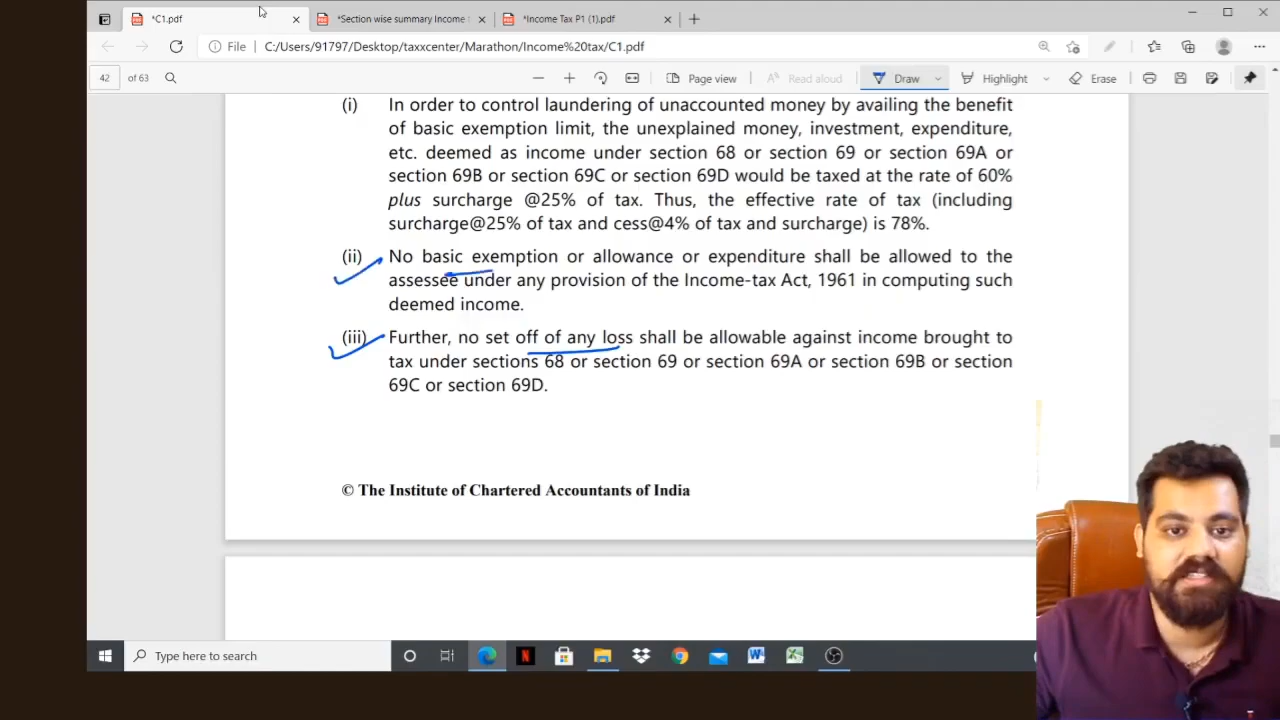 *C1.pdf
*Section wise summary Income
*Income Tax P1 (1).pdf
File
C:/Users/91797/Desktop/taxxcenter/Marathon/Income%20tax/C1.pdf
42 of 63
Page view
Read aloud
Draw
Highlight
Erase
(i) In order to control laundering of unaccounted money by availing the benefit
of basic exemption limit, the unexplained money, investment, expenditure,
etc. deemed as income under section 68 or section 69 or section 69A or
section 69B or section 69C or section 69D would be taxed at the rate of 60%
plus surcharge @25% of tax. Thus, the effective rate of tax (including
surcharge@25% of tax and cess@4% of tax and surcharge) is 78%.
(ii) No basic exemption or allowance or expenditure shall be allowed to the
assessee under any provision of the Income-tax Act, 1961 in computing such
deemed income.
(iii) Further, no set off of any loss shall be allowable against income brought to
tax under sections 68 or section 69 or section 69A or section 69B or section
69C or section 69D.
© The Institute of Chartered Accountants of India
Type here to search